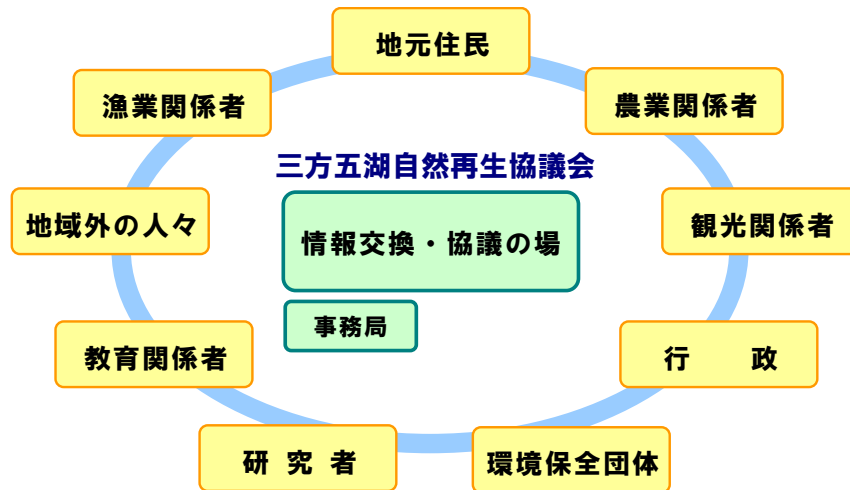 地元住民
漁業関係者
農業関係者
三方五湖自然再生協議会
地域外の人々
情報交換・協議の場
観光関係者
事務局
教育関係者
行　　政
研 究 者
環境保全団体